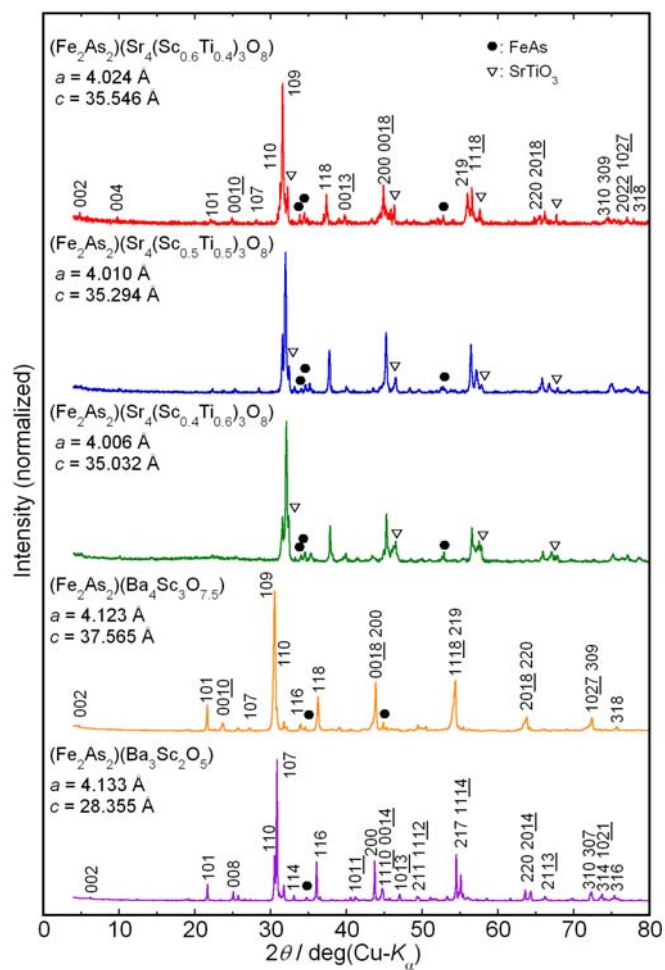 (Fe₂As₂)(Sr₄(Sc₀.₆Ti₀.₄)₃O₈)
a = 4.024 Å
c = 35.546 Å
●: FeAs
▽: SrTiO₃
002
004
101
0010
107
110
109
118
0013
200 0018
219
1118
220 2018
310 309
2022 1027
318
(Fe₂As₂)(Sr₄(Sc₀.₅Ti₀.₅)₃O₈)
a = 4.010 Å
c = 35.294 Å
(Fe₂As₂)(Sr₄(Sc₀.₄Ti₀.₆)₃O₈)
a = 4.006 Å
c = 35.032 Å
(Fe₂As₂)(Ba₄Sc₃O₇.₅)
a = 4.123 Å
c = 37.565 Å
002
101
0010
107
109
110
116
118
0018 200
1118 219
2018 220
1027 309
318
(Fe₂As₂)(Ba₃Sc₂O₅)
a = 4.133 Å
c = 28.355 Å
002
101
008
110
107
114
116
1011
200
1110 0014
1013
211 1112
217 1114
220 2014
2113
310 307
314 1021
316
Intensity (normalized)
0 10 20 30 40 50 60 70 80
2θ / deg(Cu-Kα)